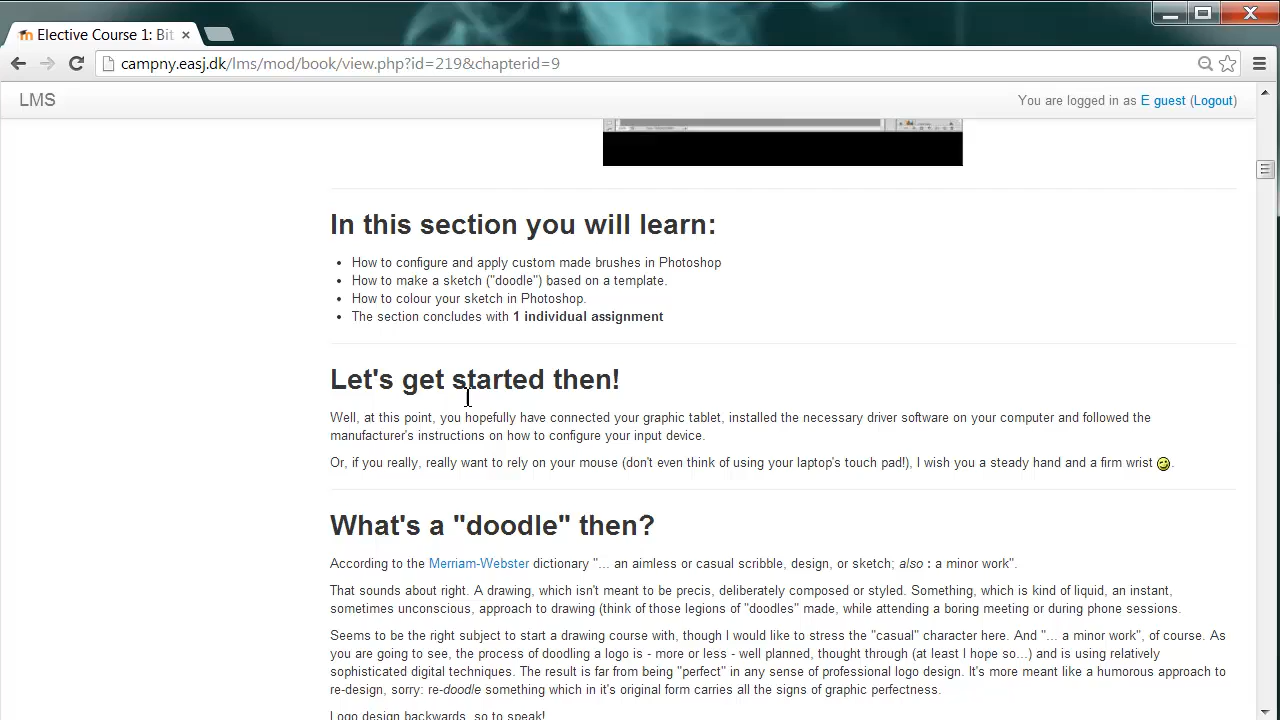 Elective Course 1: Bit
campny.easj.dk/lms/mod/book/view.php?id=219&chapterid=9
LMS
You are logged in as E guest (Logout)
In this section you will learn:
• How to configure and apply custom made brushes in Photoshop
• How to make a sketch ("doodle") based on a template.
• How to colour your sketch in Photoshop.
• The section concludes with 1 individual assignment
Let's get started then!
Well, at this point, you hopefully have connected your graphic tablet, installed the necessary driver software on your computer and followed the
manufacturer's instructions on how to configure your input device.
Or, if you really, really want to rely on your mouse (don't even think of using your laptop's touch pad!), I wish you a steady hand and a firm wrist .
What's a "doodle" then?
According to the Merriam-Webster dictionary "... an aimless or casual scribble, design, or sketch; also : a minor work".
That sounds about right. A drawing, which isn't meant to be precis, deliberately composed or styled. Something, which is kind of liquid, an instant,
sometimes unconscious, approach to drawing (think of those legions of "doodles" made, while attending a boring meeting or during phone sessions.
Seems to be the right subject to start a drawing course with, though I would like to stress the "casual" character here. And "... a minor work", of course. As
you are going to see, the process of doodling a logo is - more or less - well planned, thought through (at least I hope so...) and is using relatively
sophisticated digital techniques. The result is far from being "perfect" in any sense of professional logo design. It's more meant like a humorous approach to
re-design, sorry: re-doodle something which in it's original form carries all the signs of graphic perfectness.
Logo design backwards, so to speak!